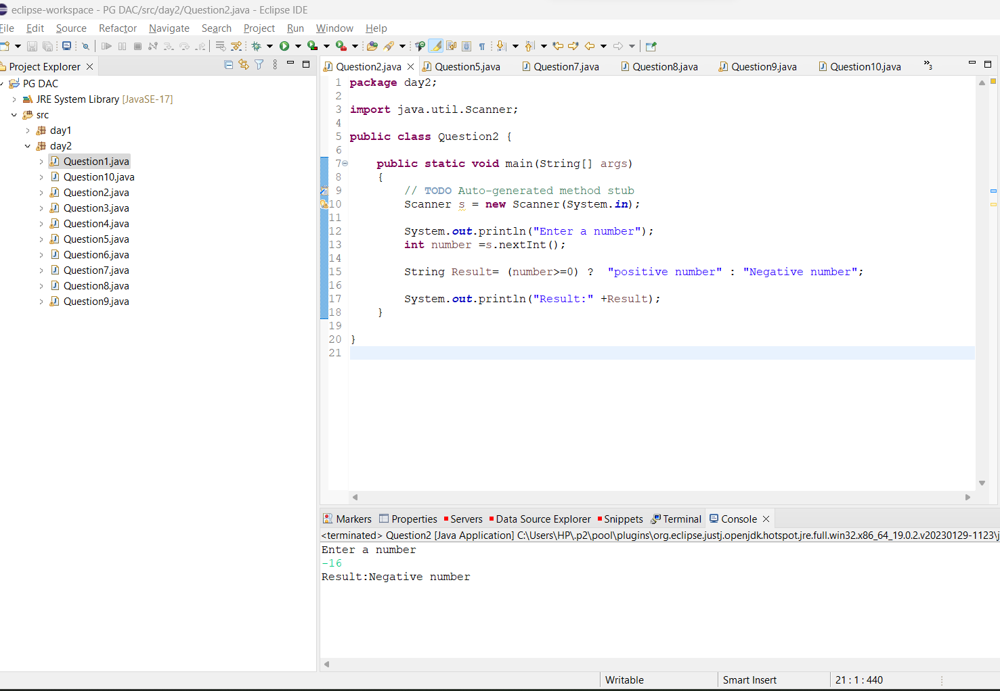 eclipse-workspace - PG DAC/src/day2/Question2.java - Eclipse IDE
File Edit Source Refactor Navigate Search Project Run Window Help
Project Explorer
PG DAC
JRE System Library [JavaSE-17]
src
day1
day2
Question1.java
Question10.java
Question2.java
Question3.java
Question4.java
Question5.java
Question6.java
Question7.java
Question8.java
Question9.java
Question2.java Question5.java Question7.java Question8.java Question9.java Question10.java »3
1 package day2;
2
3 import java.util.Scanner;
4
5 public class Question2 {
6
7 public static void main(String[] args)
8 {
9 // TODO Auto-generated method stub
10 Scanner s = new Scanner(System.in);
11
12 System.out.println("Enter a number");
13 int number =s.nextInt();
14
15 String Result= (number>=0) ?  "positive number" : "Negative number";
16
17 System.out.println("Result:" +Result);
18 }
19
20 }
21
Markers Properties Servers Data Source Explorer Snippets Terminal Console
<terminated> Question2 [Java Application] C:\Users\HP\.p2\pool\plugins\org.eclipse.justj.openjdk.hotspot.jre.full.win32.x86_64_19.0.2.v20230129-1123\j
Enter a number
-16
Result:Negative number
Writable Smart Insert 21 : 1 : 440